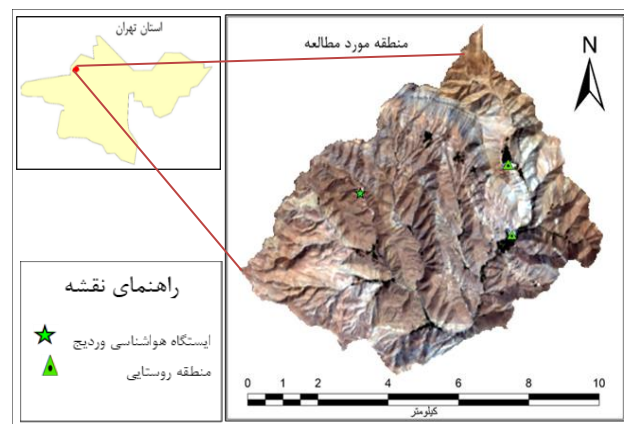 استان تهران
منطقه مورد مطالعه
N
راهنمای نقشه
ایستگاه هواشناسی وردیج
منطقه روستایی
0 1 2 4 6 8 10
کیلومتر